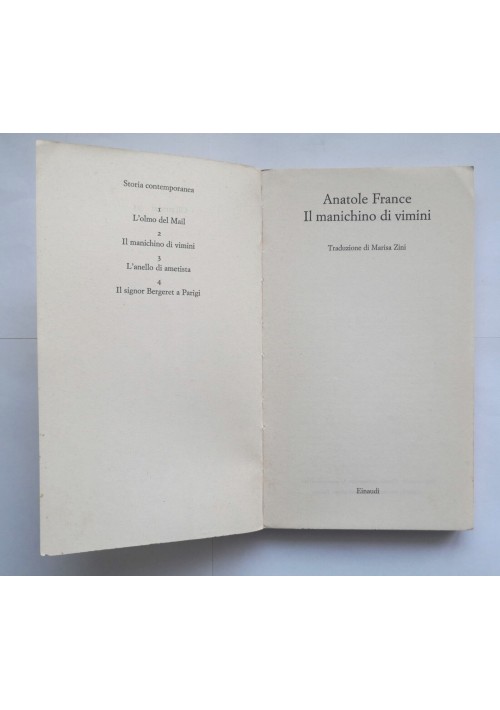 Storia contemporanea
1
L'olmo del Mail
2
Il manichino di vimini
3
L'anello di ametista
4
Il signor Bergeret a Parigi
Anatole France
Il manichino di vimini
Traduzione di Marisa Zini
Einaudi